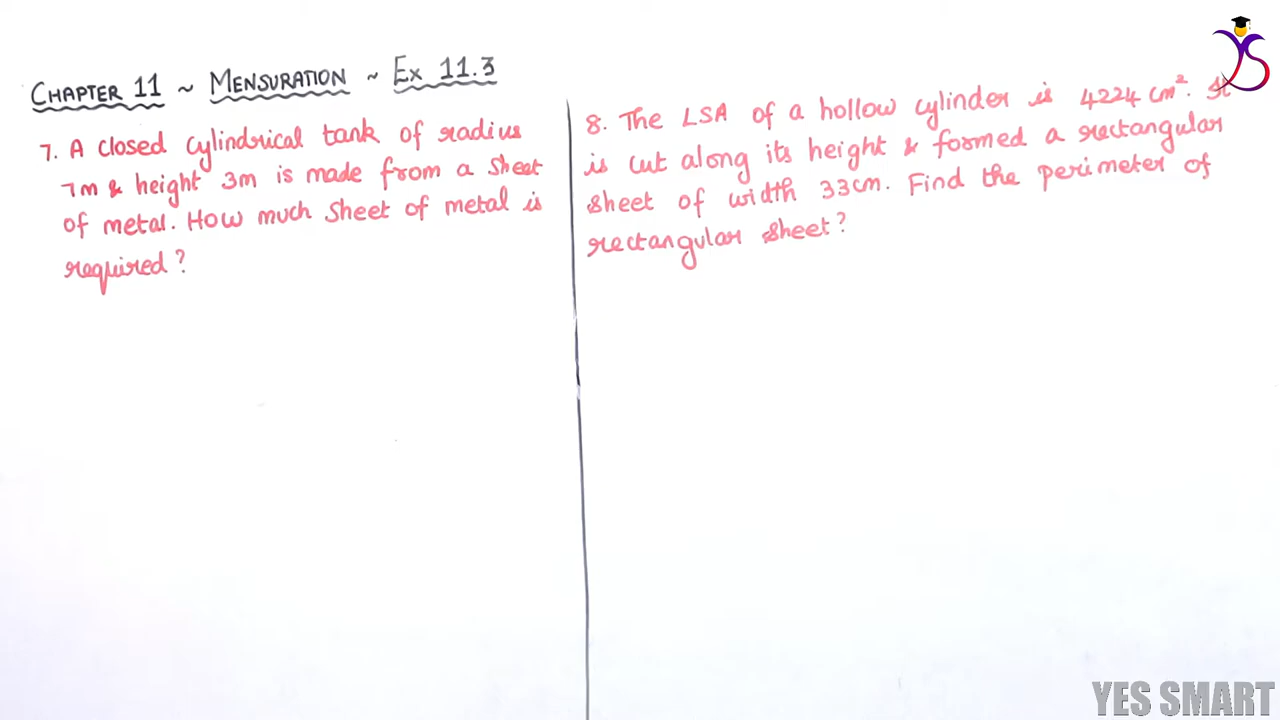 CHAPTER 11 ~ MENSURATION ~ Ex 11.3
7. A closed cylindrical tank of radius
7m & height 3m is made from a sheet
of metal. How much sheet of metal is
required?
8. The LSA of a hollow cylinder is 4224 cm². It
is cut along its height & formed a rectangular
sheet of width 33cm. Find the perimeter of
rectangular sheet?
YES SMART